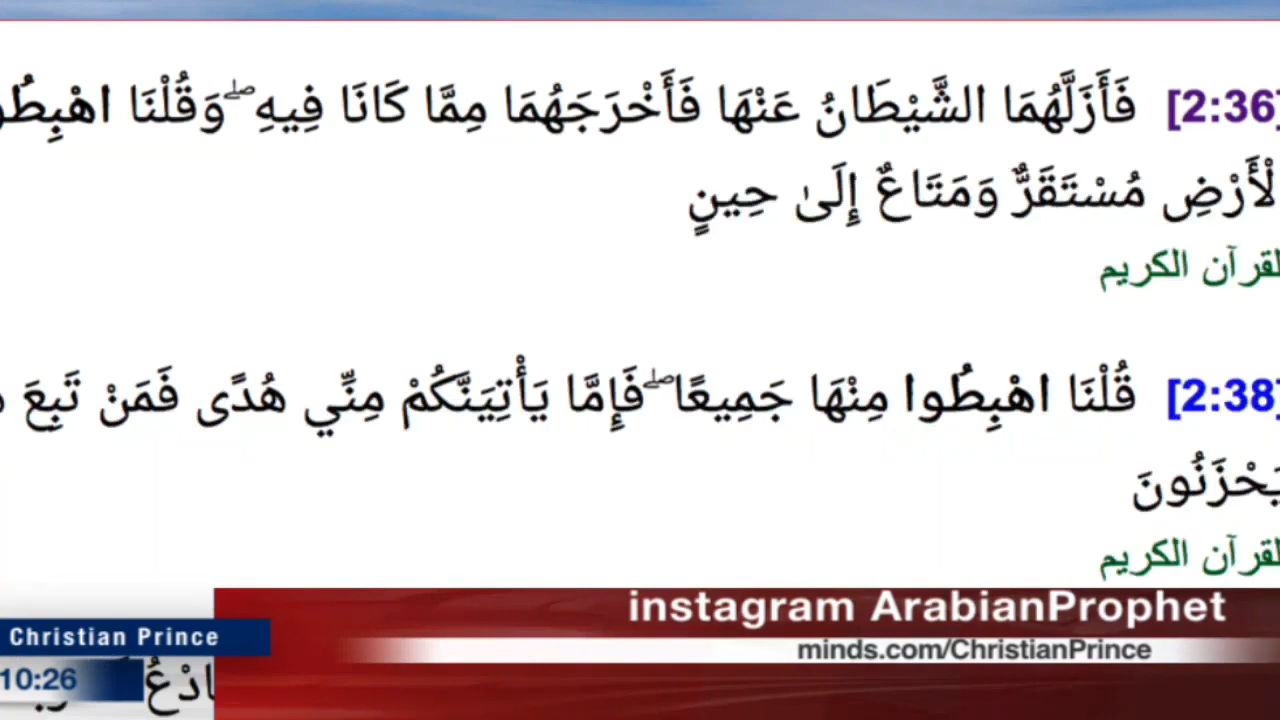 [2:36] فَأَزَلَّهُمَا الشَّيْطَانُ عَنْهَا فَأَخْرَجَهُمَا مِمَّا كَانَا فِيهِ ۖ وَقُلْنَا اهْبِطُو
لْأَرْضِ مُسْتَقَرٌّ وَمَتَاعٌ إِلَىٰ حِينٍ
لقرآن الكريم
[2:38] قُلْنَا اهْبِطُوا مِنْهَا جَمِيعًا ۖ فَإِمَّا يَأْتِيَنَّكُمْ مِنِّي هُدًى فَمَنْ تَبِعَ
يَحْزَنُونَ
لقرآن الكريم
instagram ArabianProphet
Christian Prince
minds.com/ChristianPrince
10:26